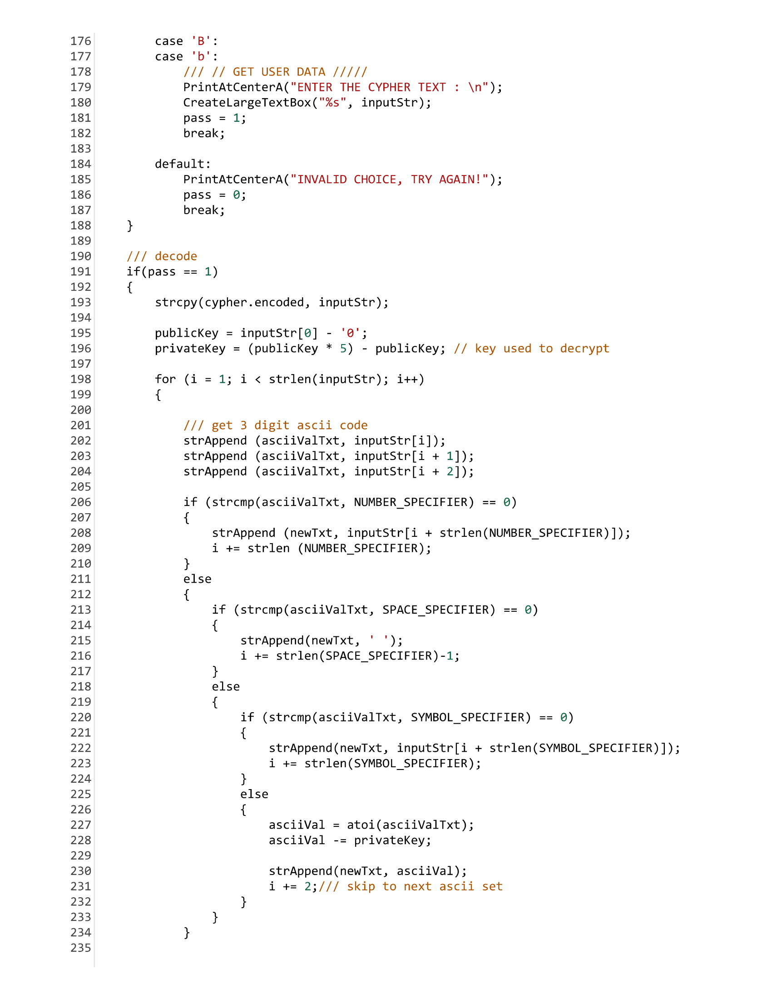 176         case 'B':
177         case 'b':
178             /// // GET USER DATA /////
179             PrintAtCenterA("ENTER THE CYPHER TEXT : \n");
180             CreateLargeTextBox("%s", inputStr);
181             pass = 1;
182             break;
183
184         default:
185             PrintAtCenterA("INVALID CHOICE, TRY AGAIN!");
186             pass = 0;
187             break;
188     }
189
190     /// decode
191     if(pass == 1)
192     {
193         strcpy(cypher.encoded, inputStr);
194
195         publicKey = inputStr[0] - '0';
196         privateKey = (publicKey * 5) - publicKey; // key used to decrypt
197
198         for (i = 1; i < strlen(inputStr); i++)
199         {
200
201             /// get 3 digit ascii code
202             strAppend (asciiValTxt, inputStr[i]);
203             strAppend (asciiValTxt, inputStr[i + 1]);
204             strAppend (asciiValTxt, inputStr[i + 2]);
205
206             if (strcmp(asciiValTxt, NUMBER_SPECIFIER) == 0)
207             {
208                 strAppend (newTxt, inputStr[i + strlen(NUMBER_SPECIFIER)]);
209                 i += strlen (NUMBER_SPECIFIER);
210             }
211             else
212             {
213                 if (strcmp(asciiValTxt, SPACE_SPECIFIER) == 0)
214                 {
215                     strAppend(newTxt, ' ');
216                     i += strlen(SPACE_SPECIFIER)-1;
217                 }
218                 else
219                 {
220                     if (strcmp(asciiValTxt, SYMBOL_SPECIFIER) == 0)
221                     {
222                         strAppend(newTxt, inputStr[i + strlen(SYMBOL_SPECIFIER)]);
223                         i += strlen(SYMBOL_SPECIFIER);
224                     }
225                     else
226                     {
227                         asciiVal = atoi(asciiValTxt);
228                         asciiVal -= privateKey;
229
230                         strAppend(newTxt, asciiVal);
231                         i += 2;/// skip to next ascii set
232                     }
233                 }
234             }
235